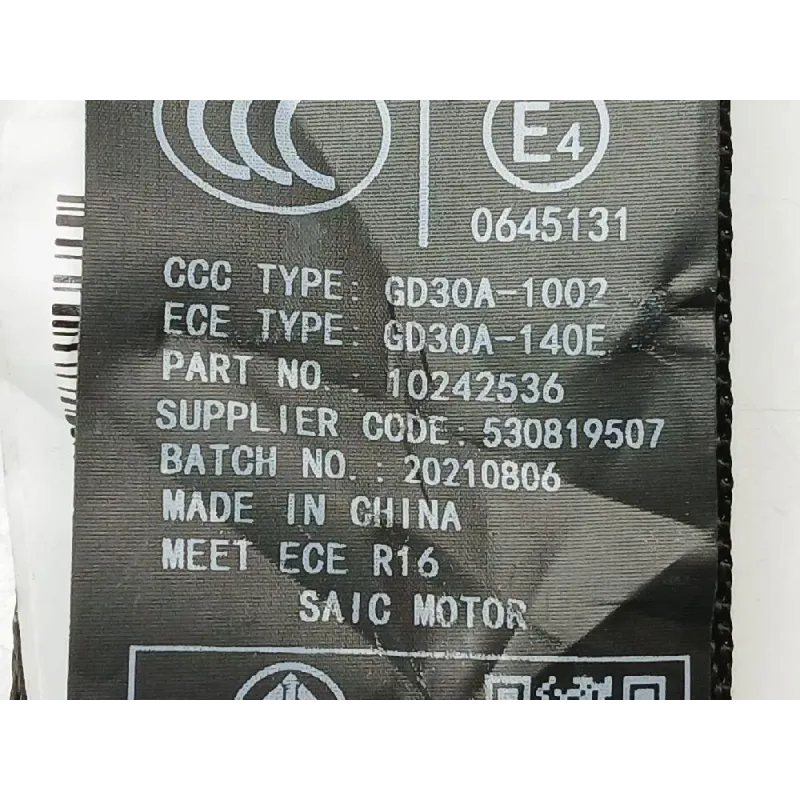 CCC
E4
0645131
CCC TYPE: GD30A-1002
ECE TYPE: GD30A-140E
PART NO.: 10242536
SUPPLIER CODE: 530819507
BATCH NO.: 20210806
MADE IN CHINA
MEET ECE R16
SAIC MOTOR